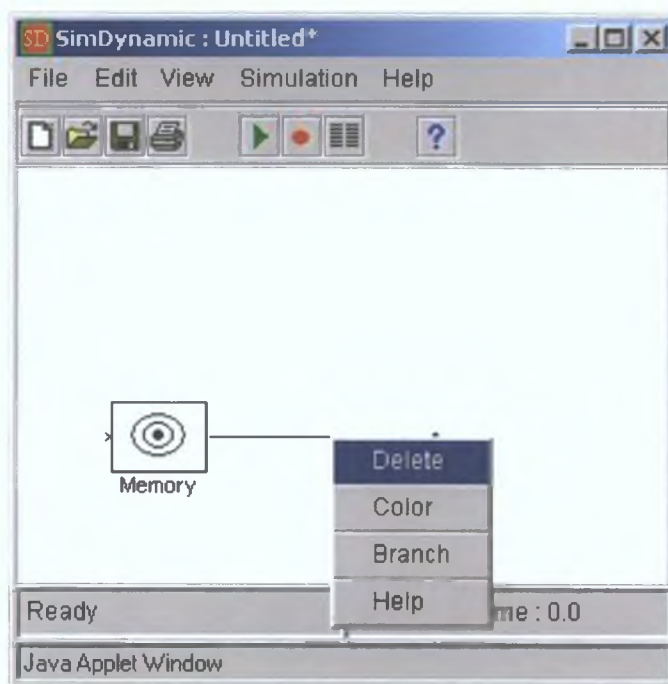 SD SimDynamic : Untitled*
File Edit View Simulation Help
?
Delete
Memory
Color
Branch
Help
Ready
me : 0.0
Java Applet Window